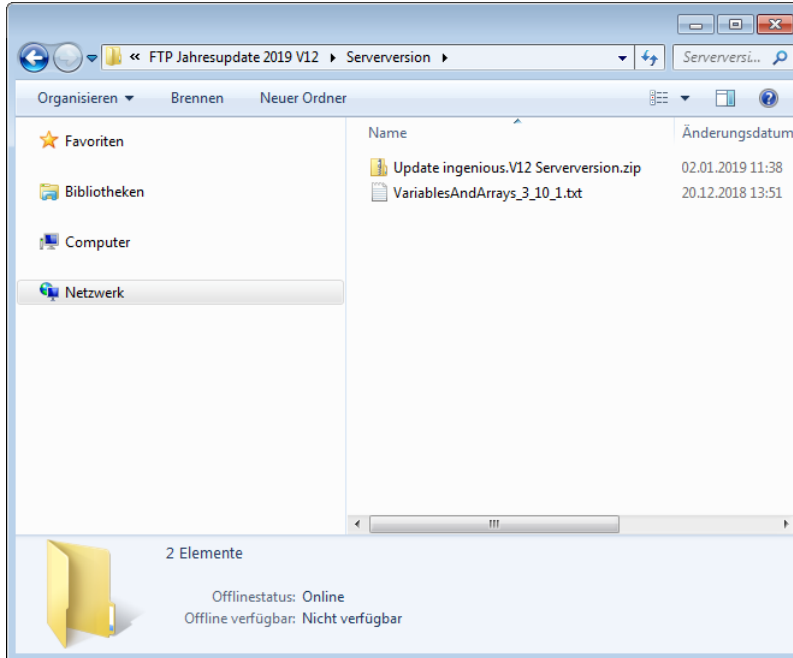 « FTP Jahresupdate 2019 V12 Serverversion
Serverversi...
Organisieren Brennen Neuer Ordner
Favoriten
Bibliotheken
Computer
Netzwerk
Name Änderungsdatum
Update ingenious.V12 Serverversion.zip 02.01.2019 11:38
VariablesAndArrays_3_10_1.txt 20.12.2018 13:51
2 Elemente
Offlinestatus: Online
Offline verfügbar: Nicht verfügbar